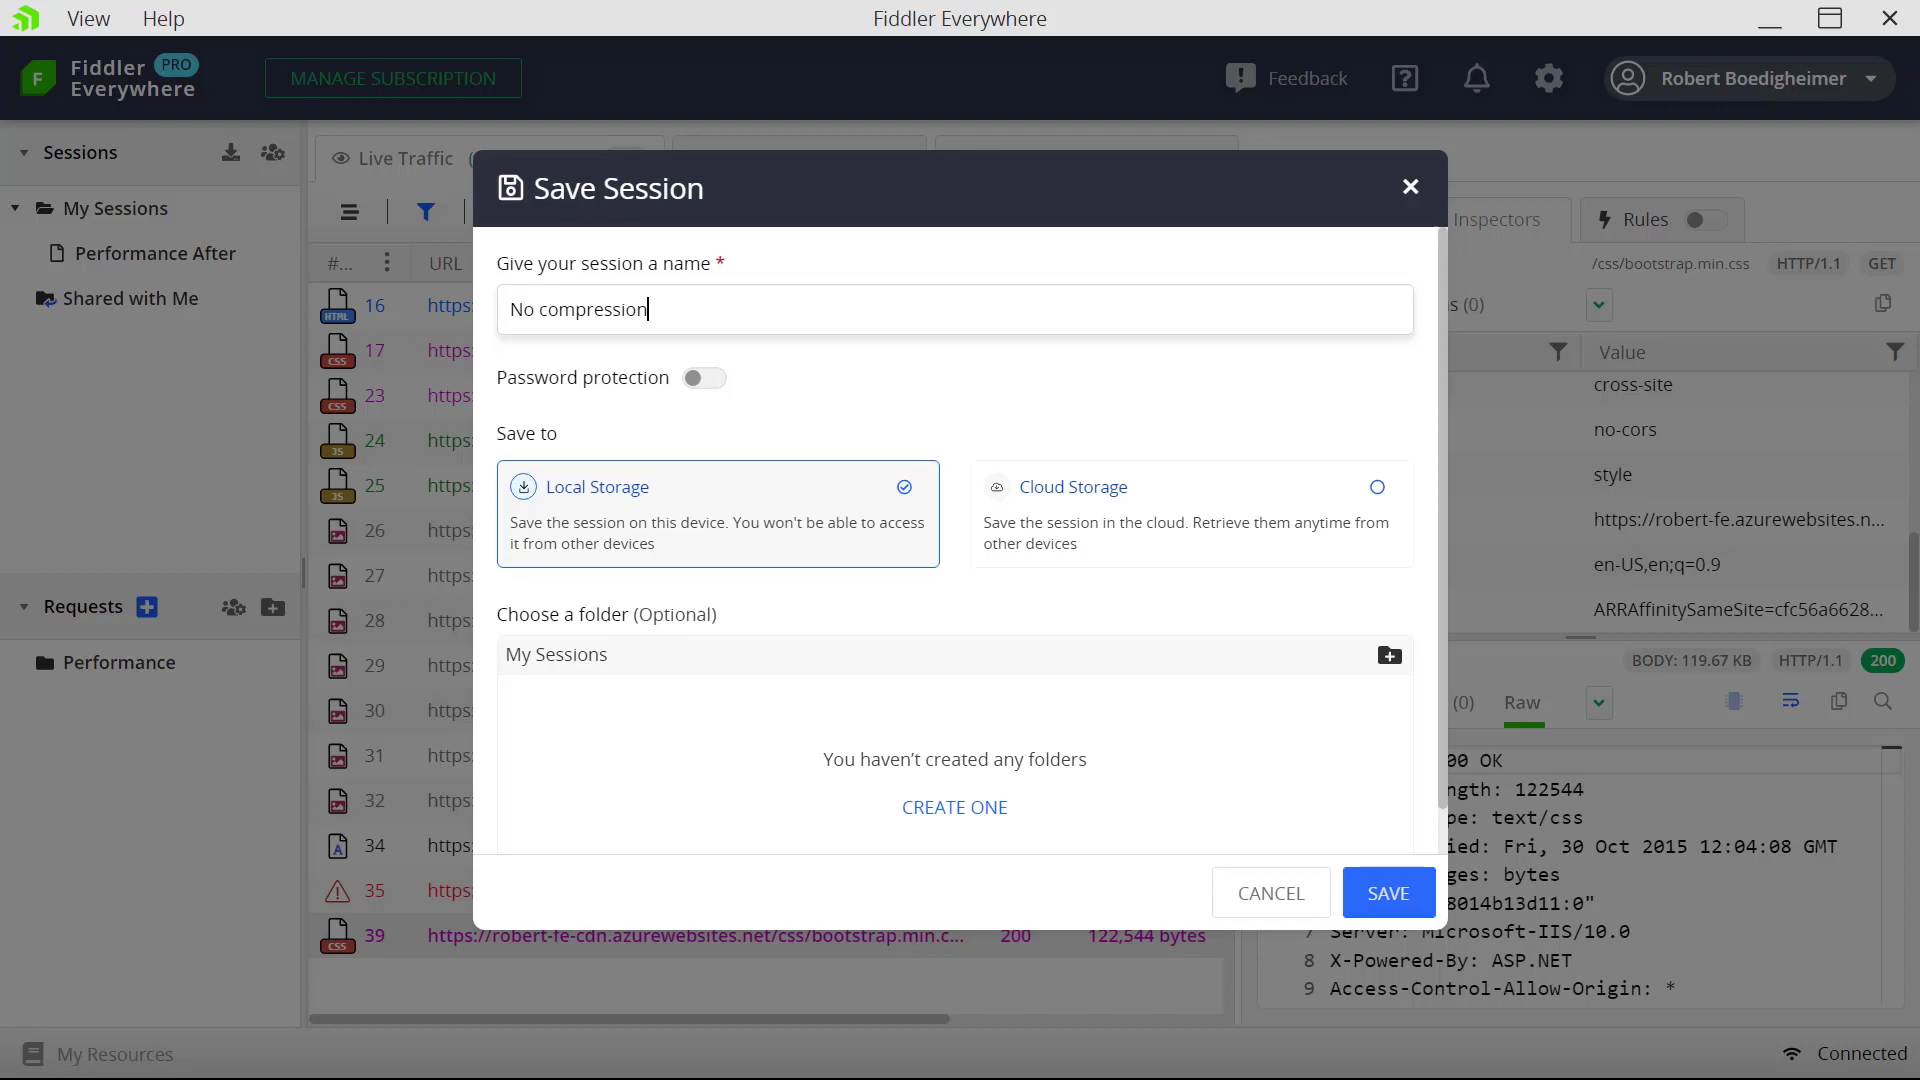 View Help
Fiddler Everywhere
Fiddler PRO
Everywhere
MANAGE SUBSCRIPTION
Feedback
Robert Boedigheimer
Sessions
My Sessions
Performance After
Shared with Me
Requests
Performance
Live Traffic (
#... URL
HTML 16 https:
CSS 17 https:
CSS 23 https:
JS 24 https:
JS 25 https:
26 https:
27 https:
28 https:
29 https:
30 https:
31 https:
32 https:
A 34 https:
35 https:
CSS 39 https://robert-fe-cdn.azurewebsites.net/css/bootstrap.min.c... 200 122,544 bytes
Save Session
Give your session a name *
No compression
Password protection
Save to
Local Storage
Save the session on this device. You won't be able to access
it from other devices
Cloud Storage
Save the session in the cloud. Retrieve them anytime from
other devices
Choose a folder (Optional)
My Sessions
You haven't created any folders
CREATE ONE
CANCEL SAVE
Inspectors Rules
/css/bootstrap.min.css HTTP/1.1 GET
s (0)
Value
cross-site
no-cors
style
https://robert-fe.azurewebsites.n...
en-US,en;q=0.9
ARRAffinitySameSite=cfc56a6628...
BODY: 119.67 KB HTTP/1.1 200
(0) Raw
00 OK
ngth: 122544
pe: text/css
ied: Fri, 30 Oct 2015 12:04:08 GMT
ges: bytes
8014b13d11:0"
7 Server: Microsoft-IIS/10.0
8 X-Powered-By: ASP.NET
9 Access-Control-Allow-Origin: *
My Resources
Connected